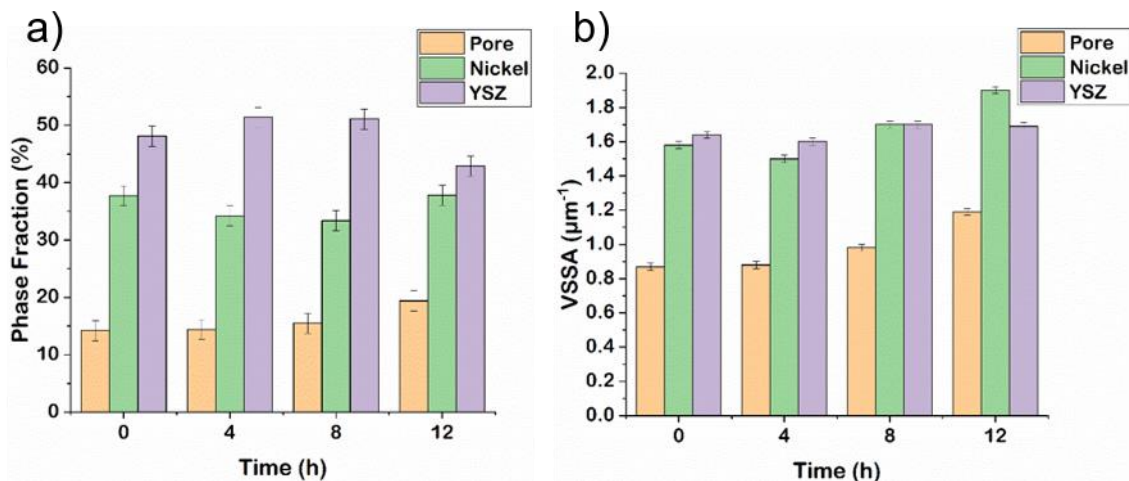 a)
Pore
Nickel
YSZ
60
50
40
30
20
10
0
Phase Fraction (%)
0 4 8 12
Time (h)
b)
Pore
Nickel
YSZ
2.0
1.8
1.6
1.4
1.2
1.0
0.8
0.6
0.4
0.2
0.0
VSSA (μm⁻¹)
0 4 8 12
Time (h)